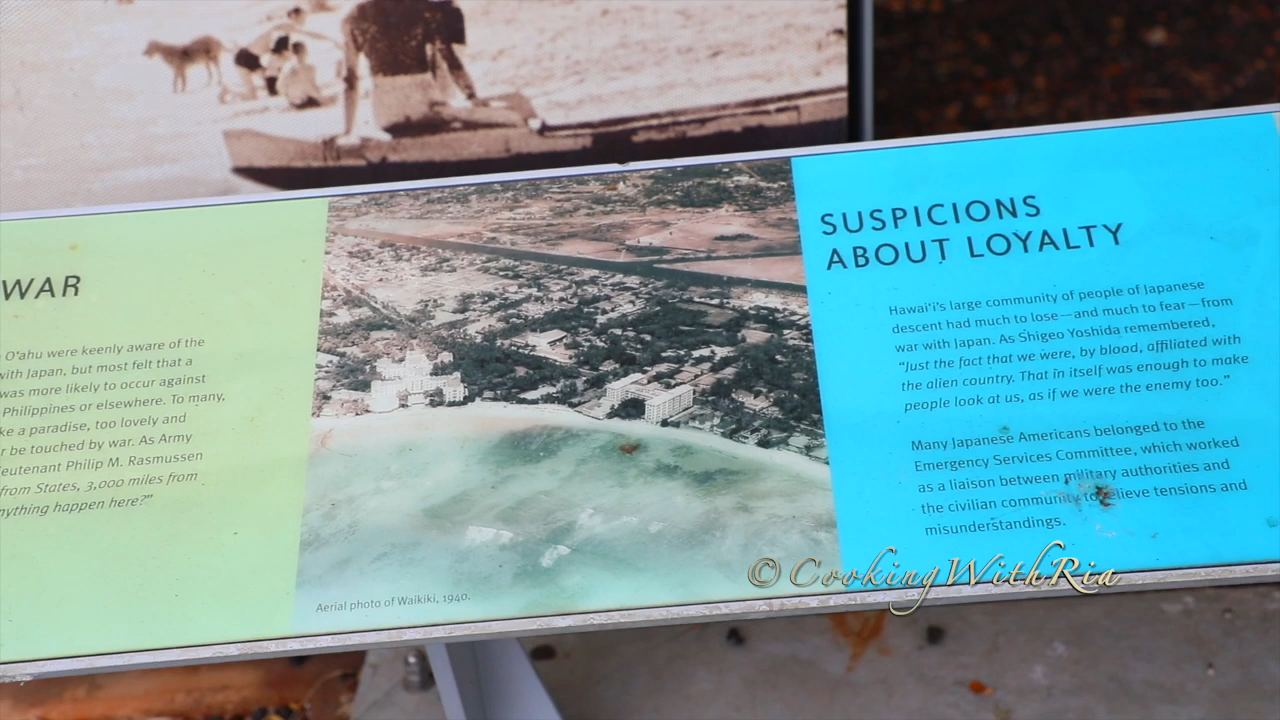 WAR
O'ahu were keenly aware of the
with Japan, but most felt that a
was more likely to occur against
Philippines or elsewhere. To many,
ke a paradise, too lovely and
r be touched by war. As Army
eutenant Philip M. Rasmussen
from States, 3,000 miles from
nything happen here?"
Aerial photo of Waikiki, 1940.
SUSPICIONS
ABOUT LOYALTY
Hawai'i's large community of people of Japanese
descent had much to lose—and much to fear—from
war with Japan. As Shigeo Yoshida remembered,
"Just the fact that we were, by blood, affiliated with
the alien country. That in itself was enough to make
people look at us, as if we were the enemy too."
Many Japanese Americans belonged to the
Emergency Services Committee, which worked
as a liaison between military authorities and
the civilian community to lieve tensions and
misunderstandings.
© CookingWithRia